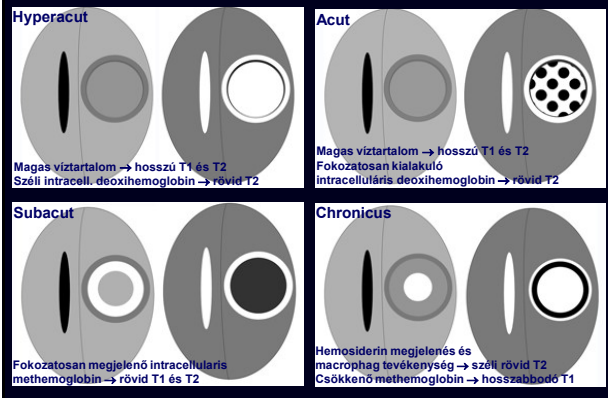 Hyperacut
Magas víztartalom → hosszú T1 és T2
Széli intracell. deoxihemoglobin → rövid T2
Acut
Magas víztartalom → hosszú T1 és T2
Fokozatosan kialakuló
intracelluláris deoxihemoglobin → rövid T2
Subacut
Fokozatosan megjelenő intracellularis
methemoglobin → rövid T1 és T2
Chronicus
Hemosiderin megjelenés és
macrophag tevékenység → széli rövid T2
Csökkenő methemoglobin → hosszabbodó T1